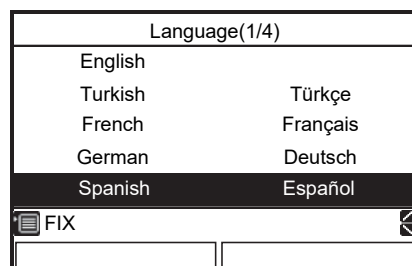 Language(1/4)
English
Turkish Türkçe
French Français
German Deutsch
Spanish Español
FIX